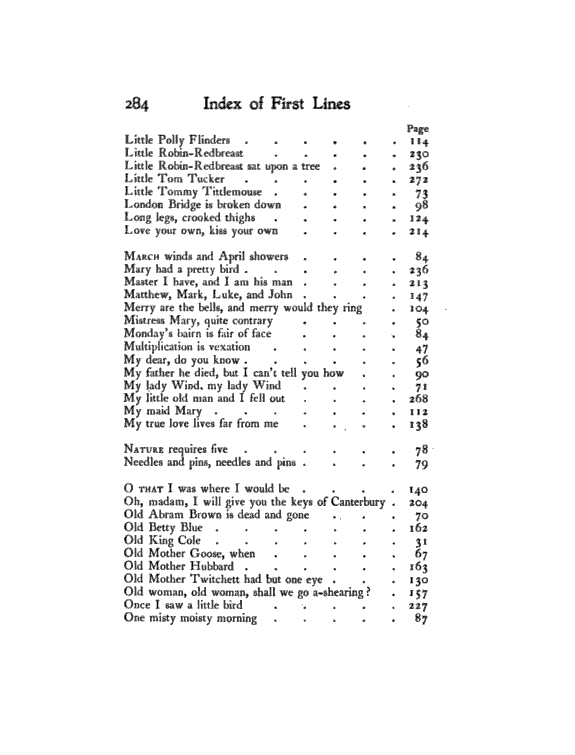 284 Index of First Lines
Page
Little Polly Flinders . . . . . . 114
Little Robin-Redbreast . . . . . 230
Little Robin-Redbreast sat upon a tree . . . 236
Little Tom Tucker . . . . . . 272
Little Tommy Tittlemouse . . . . . 73
London Bridge is broken down . . . . 98
Long legs, crooked thighs . . . . . 124
Love your own, kiss your own . . . . 214
MARCH winds and April showers . . . . 84
Mary had a pretty bird . . . . . . 236
Master I have, and I am his man . . . . 213
Matthew, Mark, Luke, and John . . . . 147
Merry are the bells, and merry would they ring . 104
Mistress Mary, quite contrary . . . . 50
Monday's bairn is fair of face . . . . 84
Multiplication is vexation . . . . . 47
My dear, do you know . . . . . . 56
My father he died, but I can't tell you how . . 90
My lady Wind, my lady Wind . . . . 71
My little old man and I fell out . . . . 268
My maid Mary . . . . . . . 112
My true love lives far from me . . . . 138
NATURE requires five . . . . . . 78
Needles and pins, needles and pins . . . . 79
O THAT I was where I would be . . . . 140
Oh, madam, I will give you the keys of Canterbury . 204
Old Abram Brown is dead and gone . . . 70
Old Betty Blue . . . . . . . 162
Old King Cole . . . . . . . 31
Old Mother Goose, when . . . . . 67
Old Mother Hubbard . . . . . . 163
Old Mother Twitchett had but one eye . . . 130
Old woman, old woman, shall we go a-shearing? . 157
Once I saw a little bird . . . . . 227
One misty moisty morning . . . . . 87